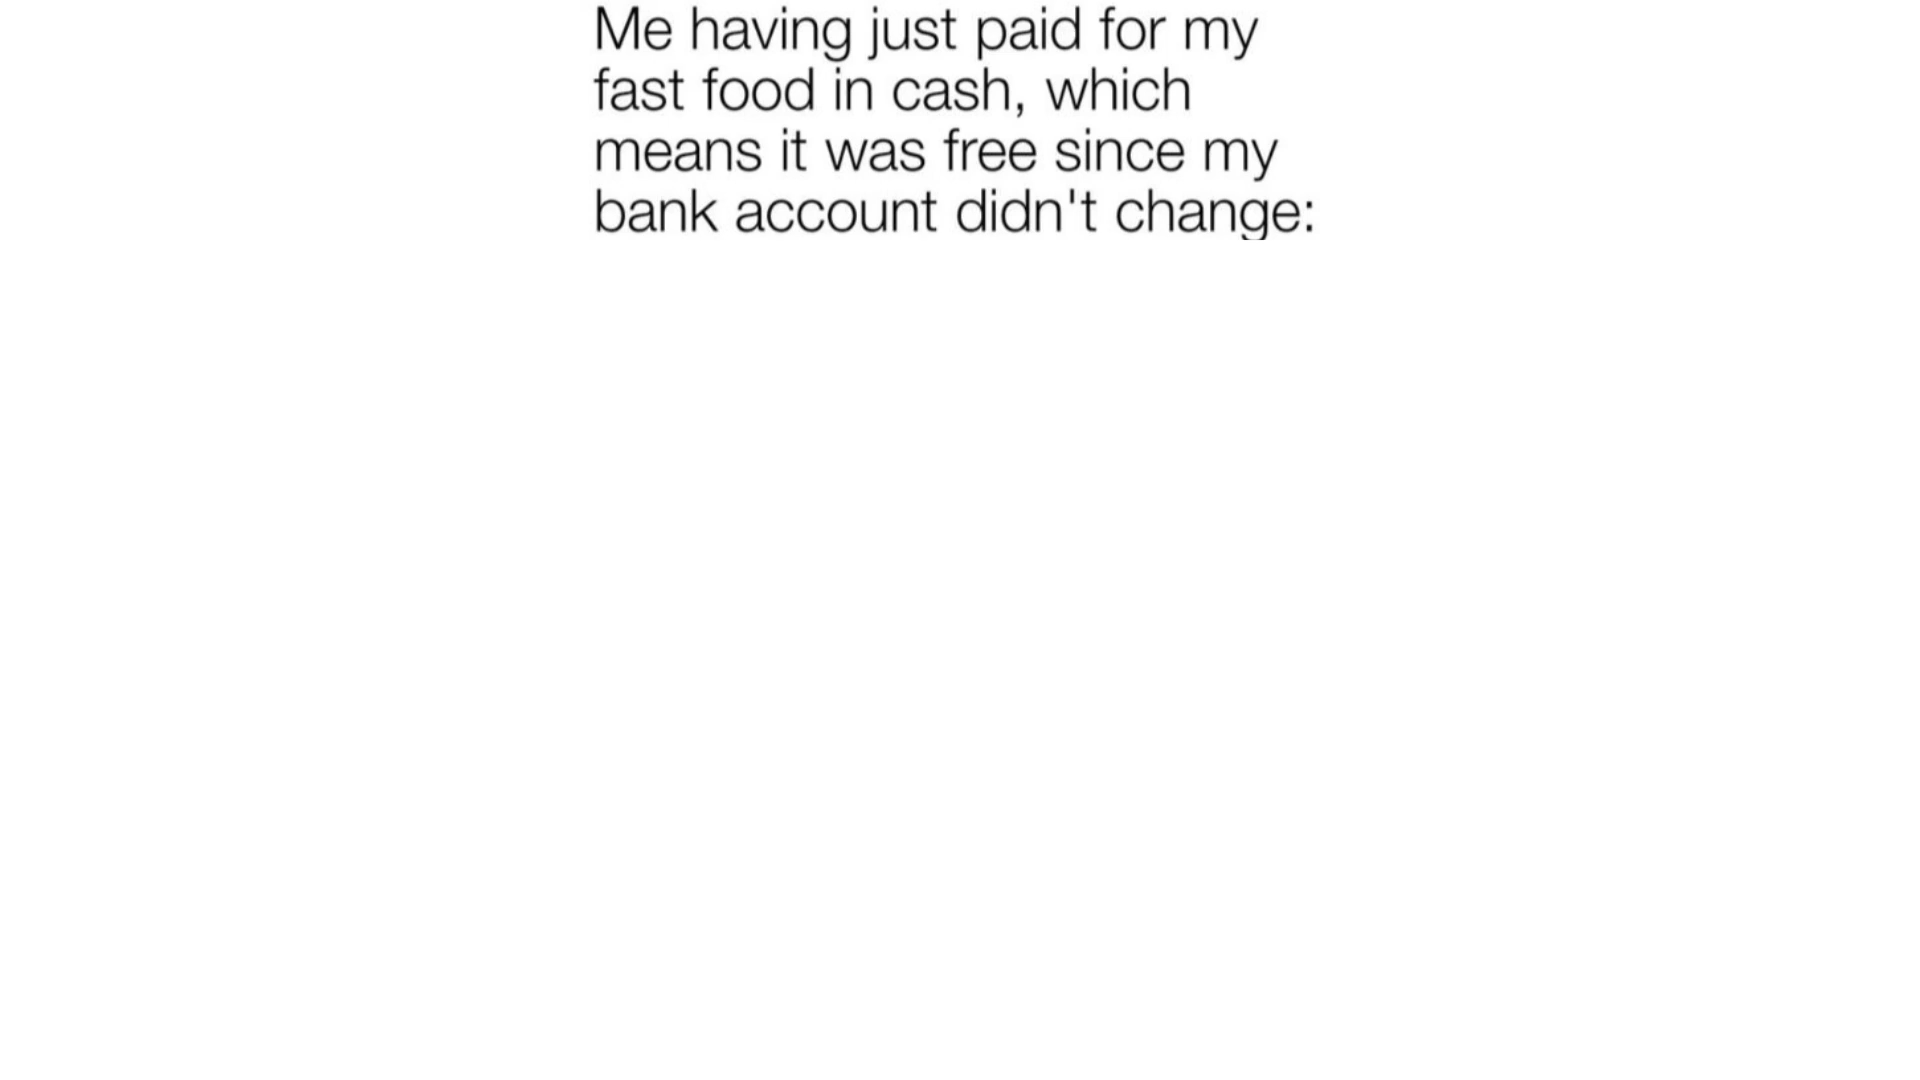 Me having just paid for my
fast food in cash, which
means it was free since my
bank account didn't change: